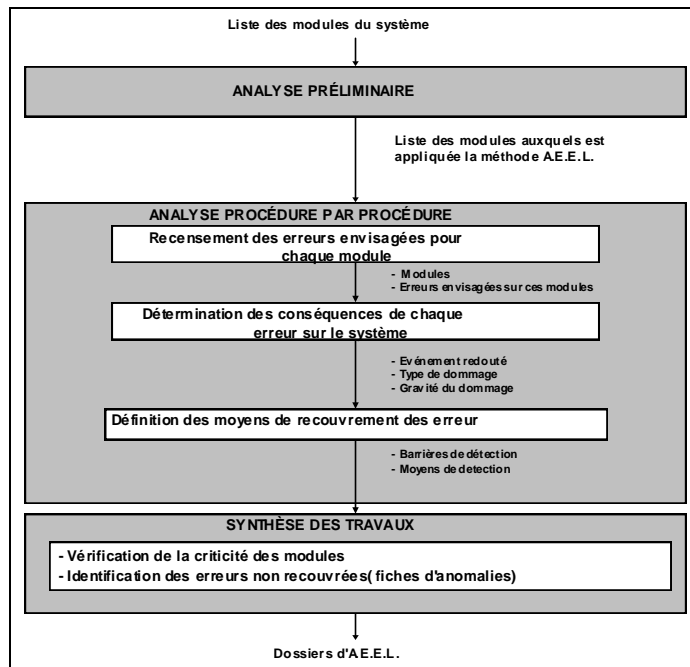 Liste des modules du système
ANALYSE PRÉLIMINAIRE
Liste des modules auxquels est
appliquée la méthode A.E.E.L.
ANALYSE PROCÉDURE PAR PROCÉDURE
Recensement des erreurs envisagées pour
chaque module
- Modules
- Erreurs envisagées sur ces modules
Détermination des conséquences de chaque
erreur sur le système
- Evénement redouté
- Type de dommage
- Gravité du dommage
Définition des moyens de recouvrement des erreur
- Barrières de détection
- Moyens de detection
SYNTHÈSE DES TRAVAUX
- Vérification de la criticité des modules
- Identification des erreurs non recouvrées( fiches d'anomalies)
Dossiers d'A.E.E.L.